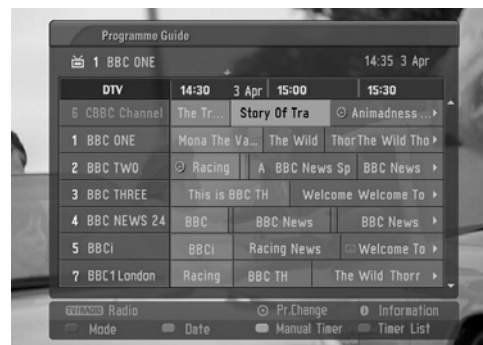 Programme Guide
1 BBC ONE 14:35 3 Apr
DTV 14:30 3 Apr 15:00 15:30
6 CBBC Channel The Tr... Story Of Tra Animadness ...
1 BBC ONE Mona The Va... The Wild Thor The Wild Tho
2 BBC TWO Racing A BBC News Sp BBC News
3 BBC THREE This is BBC TH Welcome Welcome To
4 BBC NEWS 24 BBC BBC News BBC News
5 BBCi BBCi Racing News Welcome To
7 BBC1 London Racing BBC TH The Wild Thorr
TV/RADIO Radio Pr.Change Information
Mode Date Manual Timer Timer List